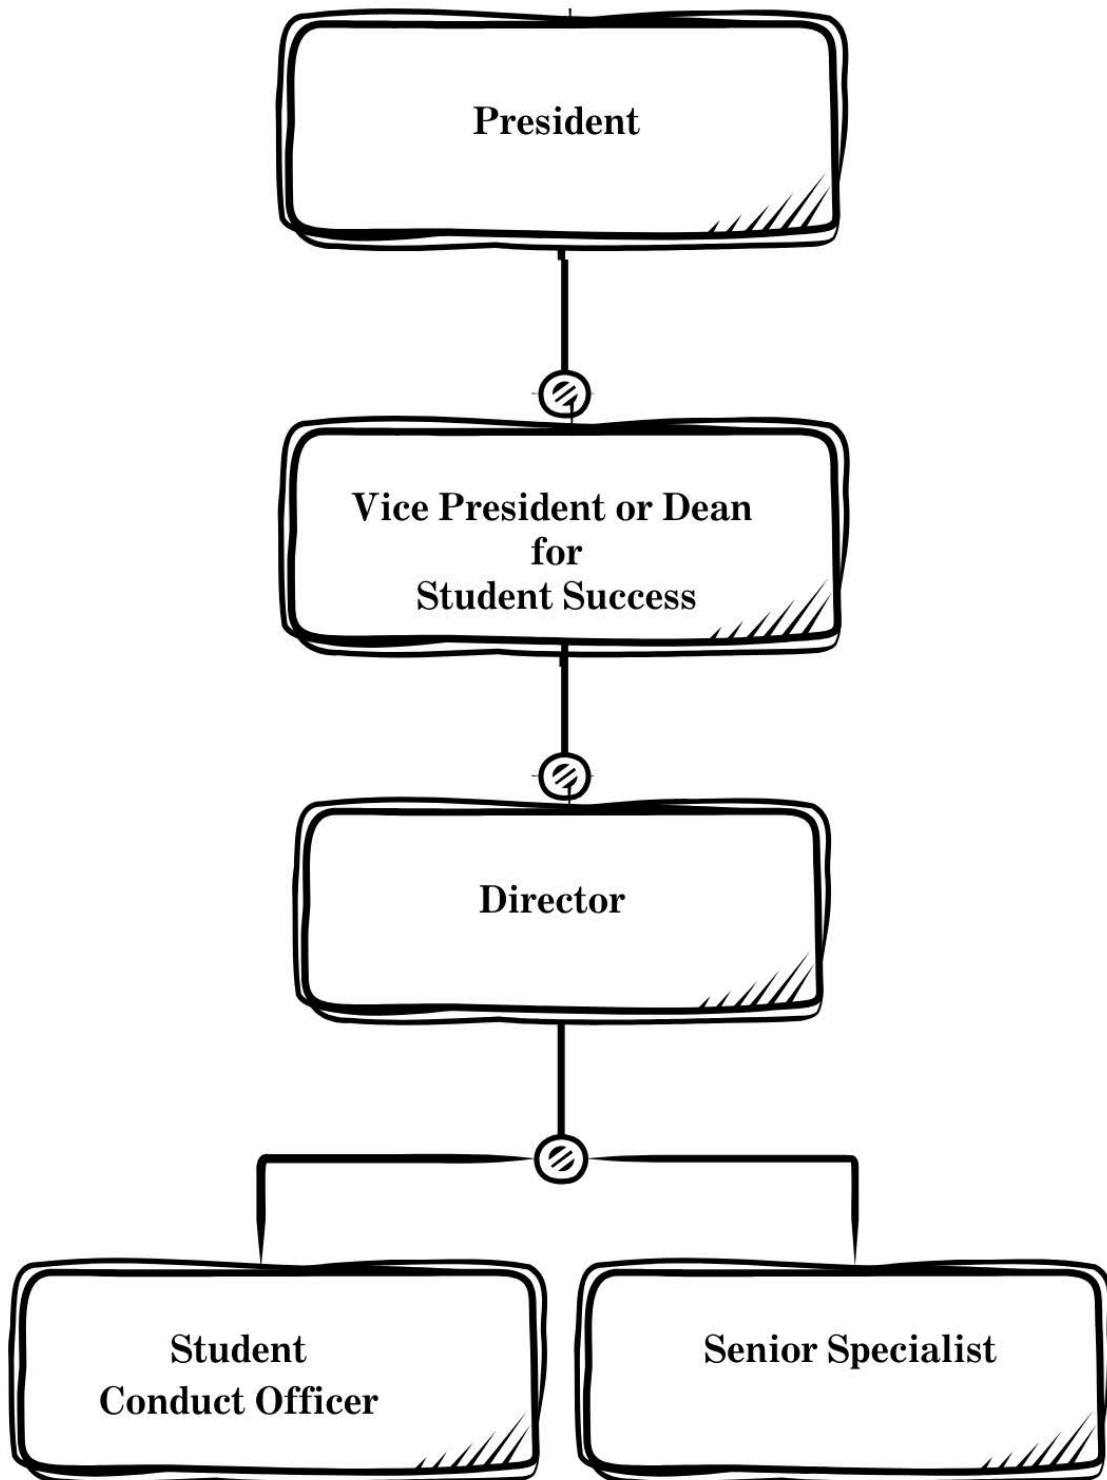 President
Vice President or Dean
for
Student Success
Director
Student
Conduct Officer
Senior Specialist